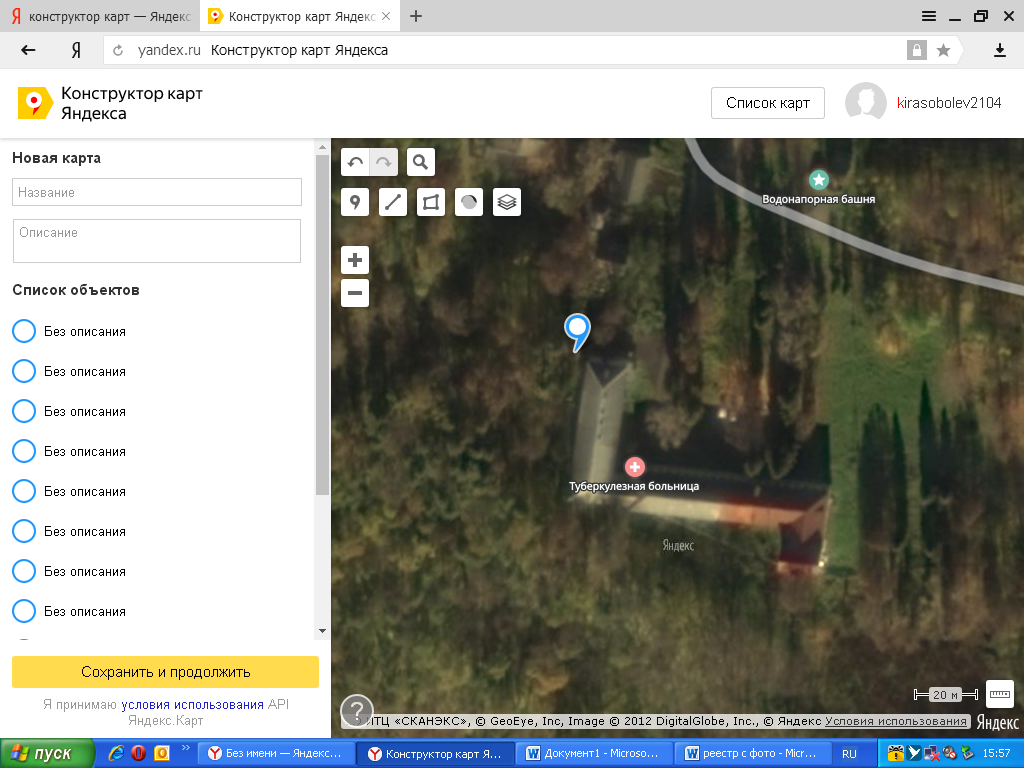 конструктор карт — Яндекс
Конструктор карт Яндекс
yandex.ru Конструктор карт Яндекса
Конструктор карт
Яндекса
Список карт
kirasobolev2104
Новая карта
Название
Описание
Список объектов
Без описания
Без описания
Без описания
Без описания
Без описания
Без описания
Без описания
Без описания
Сохранить и продолжить
Я принимаю условия использования API
Яндекс.Карт
Водонапорная башня
Туберкулезная больница
Яндекс
20 м
?
ИТЦ «СКАНЭКС», © GeoEye, Inc, Image © 2012 DigitalGlobe, Inc., © Яндекс Условия использования
Яндекс
пуск
Без имени — Яндекс...
Конструктор карт Я...
Документ1 - Microso...
реестр с фото - Micr...
RU
15:57